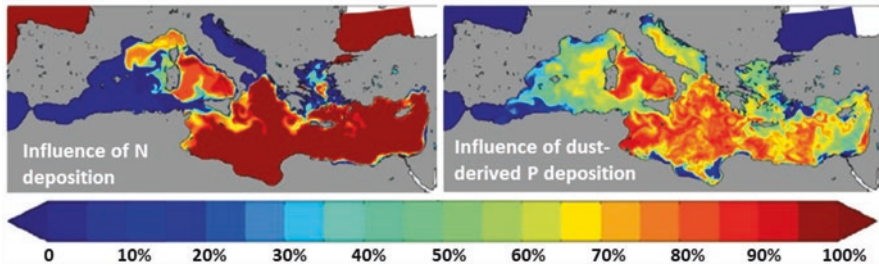 Influence of N
deposition
Influence of dust-
derived P deposition
0 10% 20% 30% 40% 50% 60% 70% 80% 90% 100%